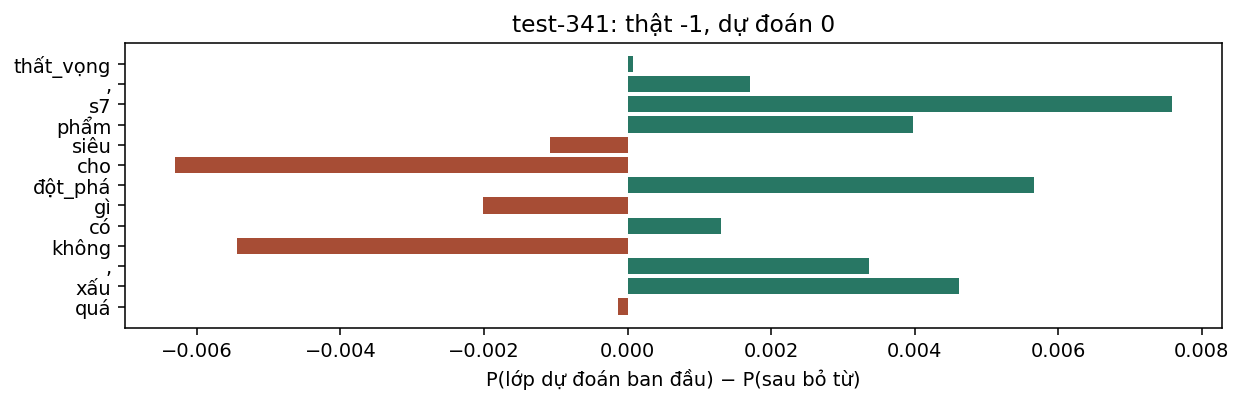 test-341: thật -1, dự đoán 0
thất_vọng
,
s7
phẩm
siêu
cho
đột_phá
gì
có
không
,
xấu
quá
−0.006 −0.004 −0.002 0.000 0.002 0.004 0.006 0.008
P(lớp dự đoán ban đầu) − P(sau bỏ từ)